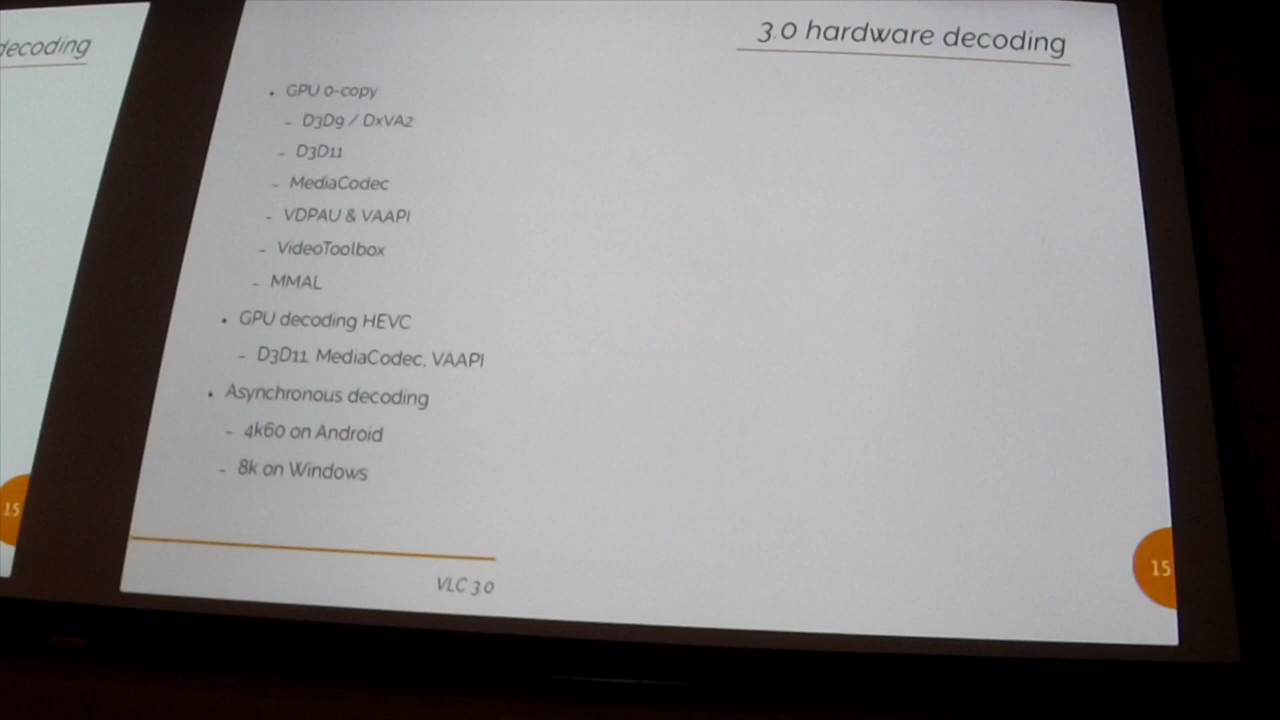 decoding
15
3.0 hardware decoding
• GPU 0-copy
- D3D9 / DxVA2
- D3D11
- MediaCodec
- VDPAU & VAAPI
- VideoToolbox
- MMAL
• GPU decoding HEVC
- D3D11, MediaCodec, VAAPI
• Asynchronous decoding
- 4k60 on Android
- 8k on Windows
VLC 3.0
15